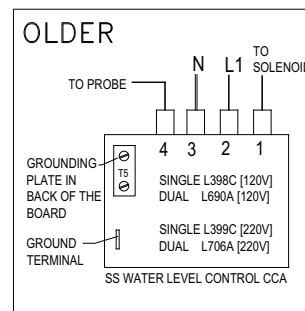 OLDER
TO
N L1 SOLENOI
TO PROBE
4 3 2 1
GROUNDING
PLATE IN
BACK OF THE
BOARD
T5
SINGLE L398C [120V]
DUAL L690A [120V]
GROUND
TERMINAL
SINGLE L399C [220V]
DUAL L706A [220V]
SS WATER LEVEL CONTROL CCA